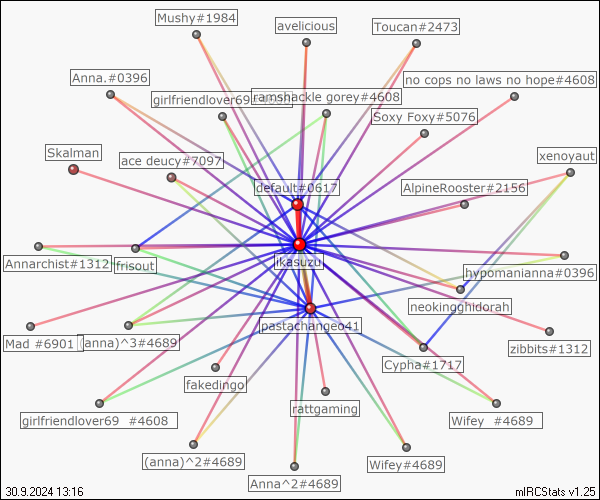 Mushy#1984
avelicious
Toucan#2473
Anna.#0396
no cops no laws no hope#4608
girlfriendlover69
ramshackle gorey#4608
Soxy Foxy#5076
Skalman
ace deucy#7097
xenoyaut
default#0617
AlpineRooster#2156
Annarchist#1312
frisout
ikasuzu
hypomanianna#0396
neokingghidorah
pastachangeo41
Mad #6901
(anna)^3#4689
zibbits#1312
Cypha#1717
fakedingo
rattgaming
girlfriendlover69 #4608
Wifey #4689
(anna)^2#4689
Wifey#4689
Anna^2#4689
30.9.2024 13:16
mIRCStats v1.25